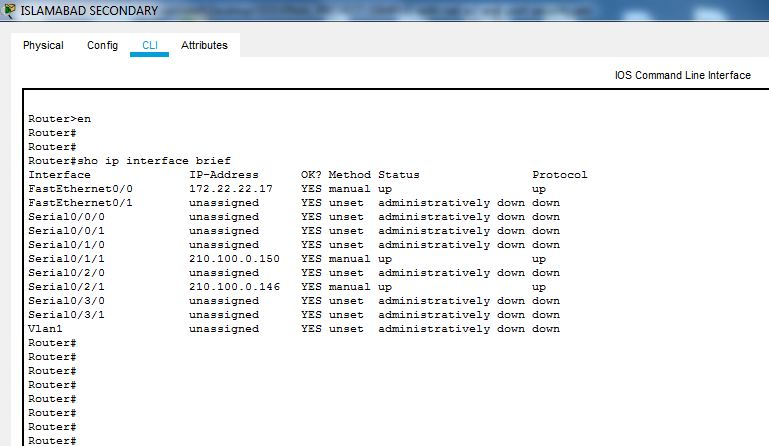 ISLAMABAD SECONDARY
Physical Config CLI Attributes
IOS Command Line Interface
Router>en
Router#
Router#
Router#sho ip interface brief
Interface IP-Address OK? Method Status Protocol
FastEthernet0/0 172.22.22.17 YES manual up up
FastEthernet0/1 unassigned YES unset administratively down down
Serial0/0/0 unassigned YES unset administratively down down
Serial0/0/1 unassigned YES unset administratively down down
Serial0/1/0 unassigned YES unset administratively down down
Serial0/1/1 210.100.0.150 YES manual up up
Serial0/2/0 unassigned YES unset administratively down down
Serial0/2/1 210.100.0.146 YES manual up up
Serial0/3/0 unassigned YES unset administratively down down
Serial0/3/1 unassigned YES unset administratively down down
Vlan1 unassigned YES unset administratively down down
Router#
Router#
Router#
Router#
Router#
Router#
Router#
Router#